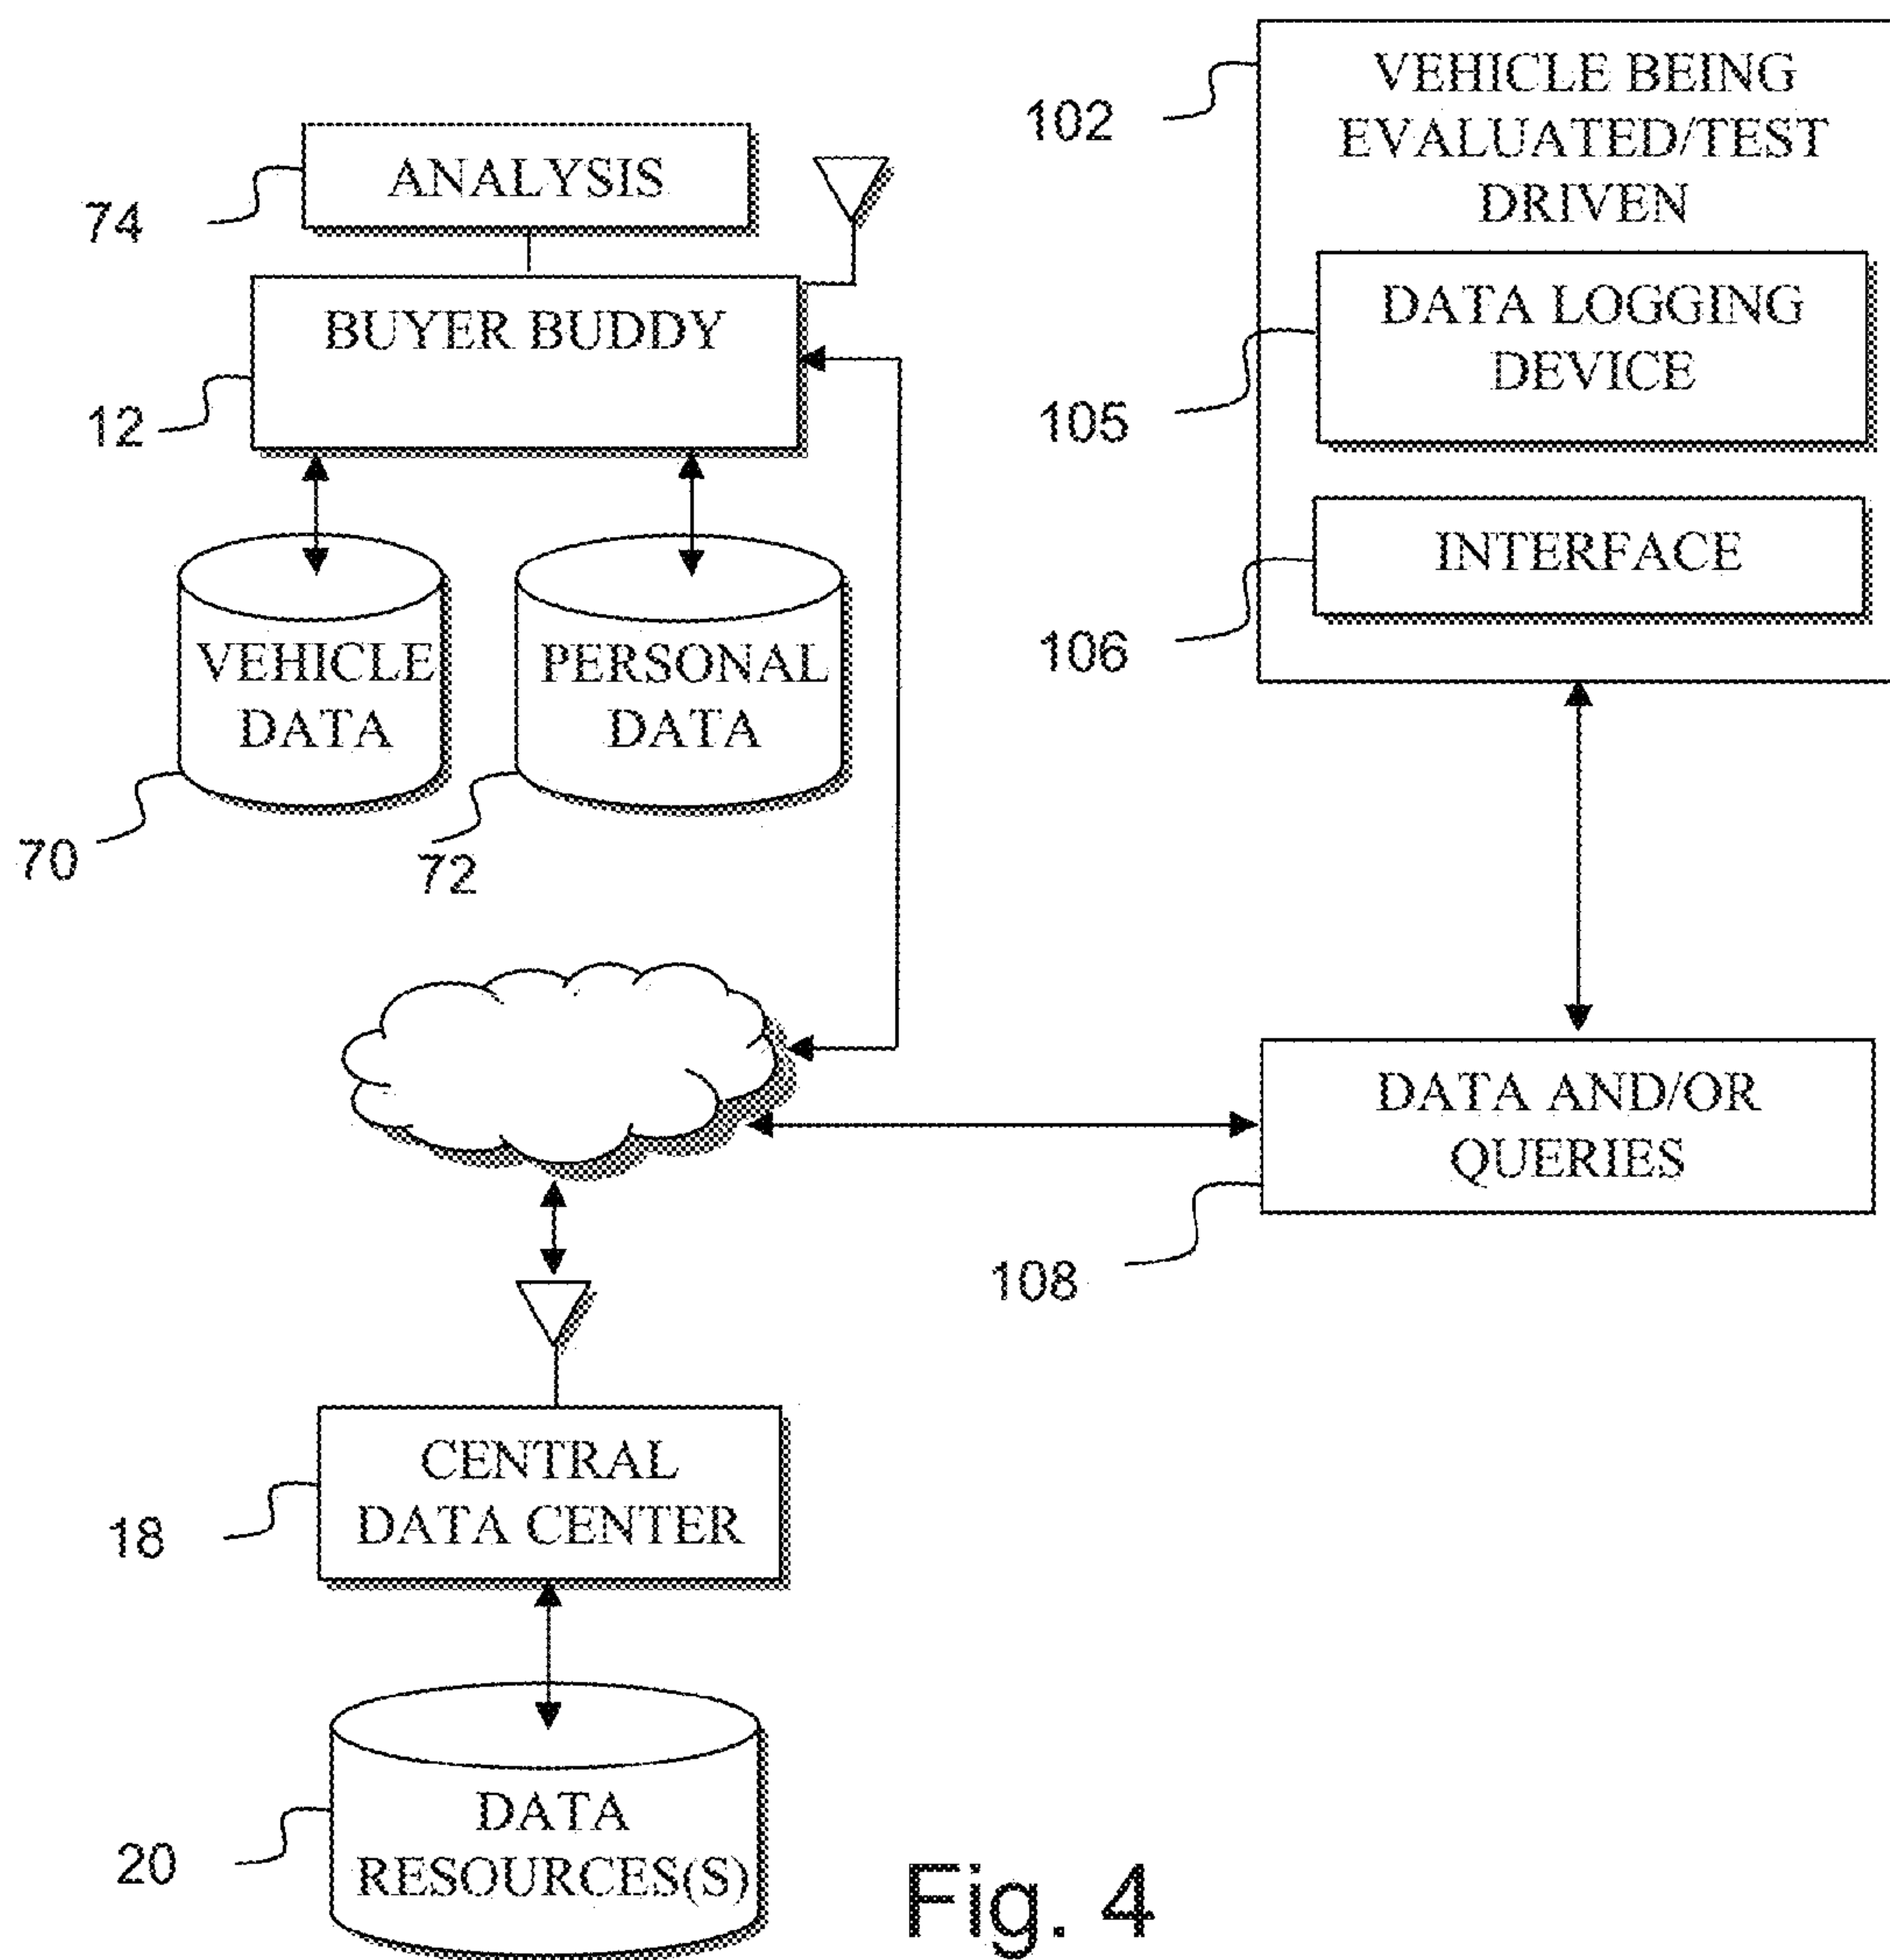 ANALYSIS
74
BUYER BUDDY
12
VEHICLE
DATA
70
PERSONAL
DATA
72
102
VEHICLE BEING
EVALUATED/TEST
DRIVEN
DATA LOGGING
DEVICE
105
INTERFACE
106
DATA AND/OR
QUERIES
108
CENTRAL
DATA CENTER
18
DATA
RESOURCES(S)
20
Fig. 4